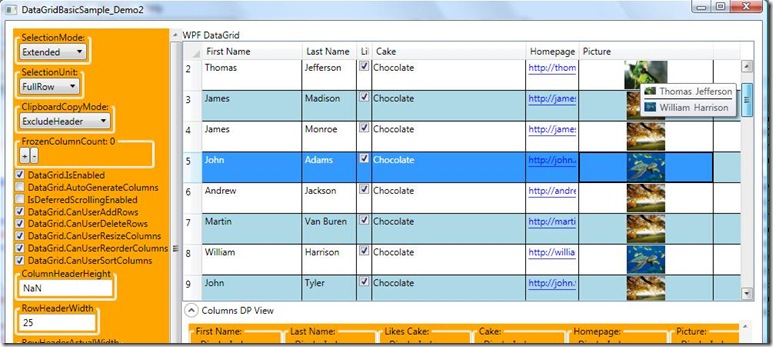 DataGridBasicSample_Demo2
SelectionMode:
Extended
SelectionUnit:
FullRow
ClipboardCopyMode:
ExcludeHeader
FrozenColumnCount: 0
+ -
DataGrid.IsEnabled
DataGrid.AutoGenerateColumns
IsDeferredScrollingEnabled
DataGrid.CanUserAddRows
DataGrid.CanUserDeleteRows
DataGrid.CanUserResizeColumns
DataGrid.CanUserReorderColumns
DataGrid.CanUserSortColumns
ColumnHeaderHeight
NaN
RowHeaderWidth
25
RowHeaderActualWidth
WPF DataGrid
First Name Last Name Li Cake Homepage Picture
2 Thomas Jefferson Chocolate http://thom
3 James Madison Chocolate http://jame
4 James Monroe Chocolate http://jame
5 John Adams Chocolate http://john.
6 Andrew Jackson Chocolate http://andre
7 Martin Van Buren Chocolate http://marti
8 William Harrison Chocolate http://willia
9 John Tyler Chocolate http://john.
Thomas Jefferson
William Harrison
Columns DP View
First Name: Last Name: Likes Cake: Cake: Homepage: Picture: